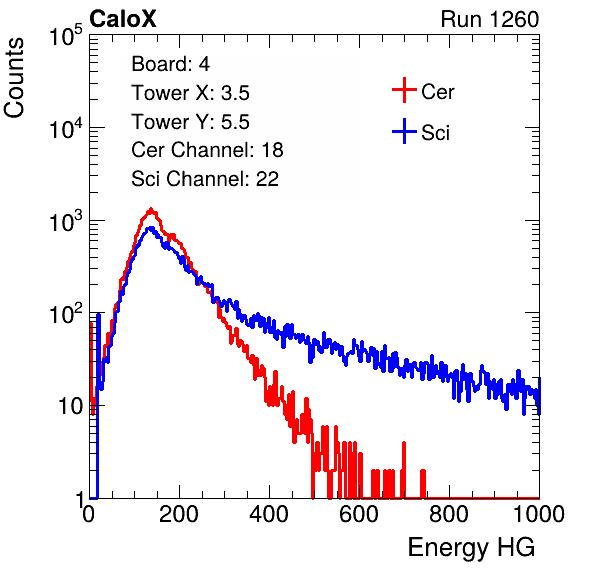 CaloX Run 1260
Counts
Board: 4
Tower X: 3.5
Tower Y: 5.5
Cer Channel: 18
Sci Channel: 22
Cer
Sci
10^5
10^4
10^3
10^2
10
1
0 200 400 600 800 1000
Energy HG